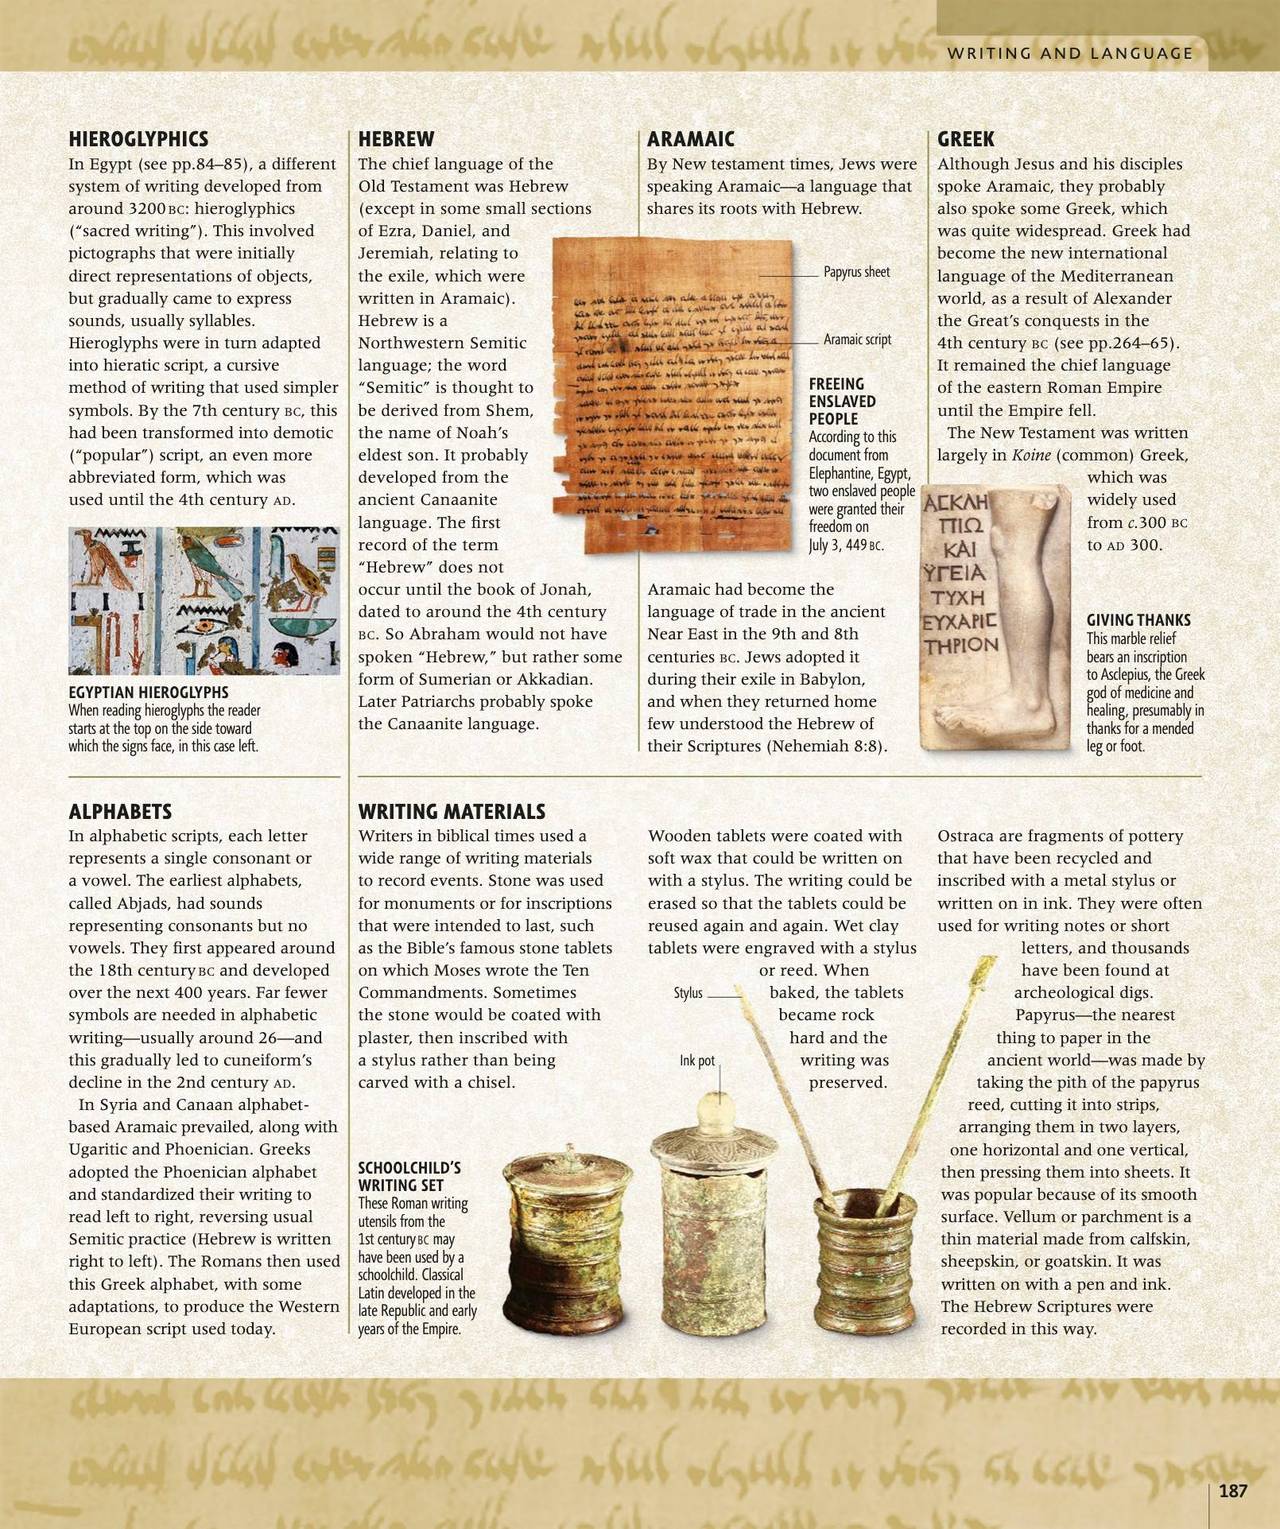 WRITING AND LANGUAGE
HIEROGLYPHICS
In Egypt (see pp.84–85), a different
system of writing developed from
around 3200 BC: hieroglyphics
(“sacred writing”). This involved
pictographs that were initially
direct representations of objects,
but gradually came to express
sounds, usually syllables.
Hieroglyphs were in turn adapted
into hieratic script, a cursive
method of writing that used simpler
symbols. By the 7th century BC, this
had been transformed into demotic
(“popular”) script, an even more
abbreviated form, which was
used until the 4th century AD.
EGYPTIAN HIEROGLYPHS
When reading hieroglyphs the reader
starts at the top on the side toward
which the signs face, in this case left.
HEBREW
The chief language of the
Old Testament was Hebrew
(except in some small sections
of Ezra, Daniel, and
Jeremiah, relating to
the exile, which were
written in Aramaic).
Hebrew is a
Northwestern Semitic
language; the word
“Semitic” is thought to
be derived from Shem,
the name of Noah’s
eldest son. It probably
developed from the
ancient Canaanite
language. The first
record of the term
“Hebrew” does not
occur until the book of Jonah,
dated to around the 4th century
BC. So Abraham would not have
spoken “Hebrew,” but rather some
form of Sumerian or Akkadian.
Later Patriarchs probably spoke
the Canaanite language.
ARAMAIC
By New testament times, Jews were
speaking Aramaic—a language that
shares its roots with Hebrew.
Papyrus sheet
Aramaic script
FREEING
ENSLAVED
PEOPLE
According to this
document from
Elephantine, Egypt,
two enslaved people
were granted their
freedom on
July 3, 449 BC.
Aramaic had become the
language of trade in the ancient
Near East in the 9th and 8th
centuries BC. Jews adopted it
during their exile in Babylon,
and when they returned home
few understood the Hebrew of
their Scriptures (Nehemiah 8:8).
GREEK
Although Jesus and his disciples
spoke Aramaic, they probably
also spoke some Greek, which
was quite widespread. Greek had
become the new international
language of the Mediterranean
world, as a result of Alexander
the Great’s conquests in the
4th century BC (see pp.264–65).
It remained the chief language
of the eastern Roman Empire
until the Empire fell.
The New Testament was written
largely in Koine (common) Greek,
which was
widely used
from c.300 BC
to AD 300.
ΑΣΚΛΗ
ΠΙΩ
ΚΑΙ
ΥΓΕΙΑ
ΤΥΧΗ
ΕΥΧΑΡΙΣ
ΤΗΡΙΟΝ
GIVING THANKS
This marble relief
bears an inscription
to Asclepius, the Greek
god of medicine and
healing, presumably in
thanks for a mended
leg or foot.
ALPHABETS
In alphabetic scripts, each letter
represents a single consonant or
a vowel. The earliest alphabets,
called Abjads, had sounds
representing consonants but no
vowels. They first appeared around
the 18th century BC and developed
over the next 400 years. Far fewer
symbols are needed in alphabetic
writing—usually around 26—and
this gradually led to cuneiform’s
decline in the 2nd century AD.
In Syria and Canaan alphabet-
based Aramaic prevailed, along with
Ugaritic and Phoenician. Greeks
adopted the Phoenician alphabet
and standardized their writing to
read left to right, reversing usual
Semitic practice (Hebrew is written
right to left). The Romans then used
this Greek alphabet, with some
adaptations, to produce the Western
European script used today.
WRITING MATERIALS
Writers in biblical times used a
wide range of writing materials
to record events. Stone was used
for monuments or for inscriptions
that were intended to last, such
as the Bible’s famous stone tablets
on which Moses wrote the Ten
Commandments. Sometimes
the stone would be coated with
plaster, then inscribed with
a stylus rather than being
carved with a chisel.
SCHOOLCHILD’S
WRITING SET
These Roman writing
utensils from the
1st century BC may
have been used by a
schoolchild. Classical
Latin developed in the
late Republic and early
years of the Empire.
Wooden tablets were coated with
soft wax that could be written on
with a stylus. The writing could be
erased so that the tablets could be
reused again and again. Wet clay
tablets were engraved with a stylus
or reed. When
baked, the tablets
became rock
hard and the
writing was
preserved.
Stylus
Ink pot
Ostraca are fragments of pottery
that have been recycled and
inscribed with a metal stylus or
written on in ink. They were often
used for writing notes or short
letters, and thousands
have been found at
archeological digs.
Papyrus—the nearest
thing to paper in the
ancient world—was made by
taking the pith of the papyrus
reed, cutting it into strips,
arranging them in two layers,
one horizontal and one vertical,
then pressing them into sheets. It
was popular because of its smooth
surface. Vellum or parchment is a
thin material made from calfskin,
sheepskin, or goatskin. It was
written on with a pen and ink.
The Hebrew Scriptures were
recorded in this way.
187